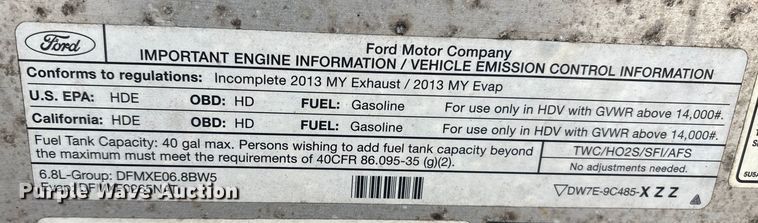 Ford
Ford Motor Company
IMPORTANT ENGINE INFORMATION / VEHICLE EMISSION CONTROL INFORMATION
Conforms to regulations: Incomplete 2013 MY Exhaust / 2013 MY Evap
U.S. EPA: HDE OBD: HD FUEL: Gasoline For use only in HDV with GVWR above 14,000#.
California: HDE OBD: HD FUEL: Gasoline For use only in HDV with GVWR above 14,000#.
Fuel Tank Capacity: 40 gal max. Persons wishing to add fuel tank capacity beyond
the maximum must meet the requirements of 40CFR 86.095-35 (g)(2).
TWC/HO2S/SFI/AFS
No adjustments needed.
6.8L-Group: DFMXE06.8BW5
Evap:
▽DW7E-9C485-XZZ
Purple Wave Auction